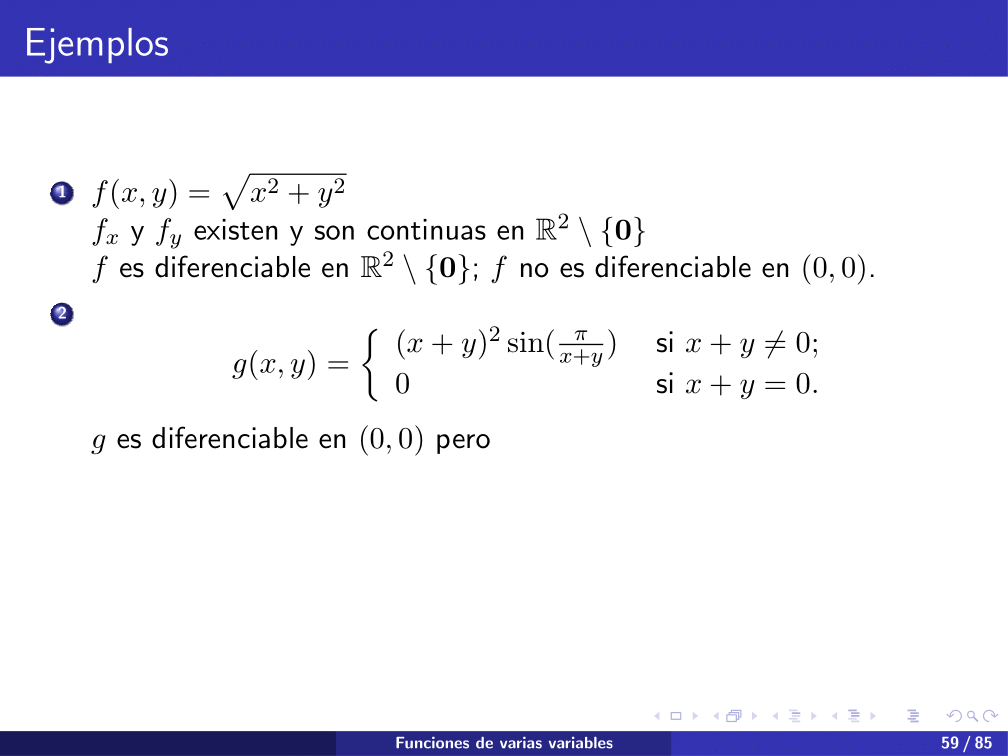 Ejemplos
1 f(x, y) = √(x² + y²)
f_x y f_y existen y son continuas en ℝ² \ {𝟎}
f es diferenciable en ℝ² \ {𝟎}; f no es diferenciable en (0, 0).
2
g(x, y) = { (x + y)² sin(π/(x+y)) si x + y ≠ 0;
0 si x + y = 0.
g es diferenciable en (0, 0) pero
Funciones de varias variables 59 / 85